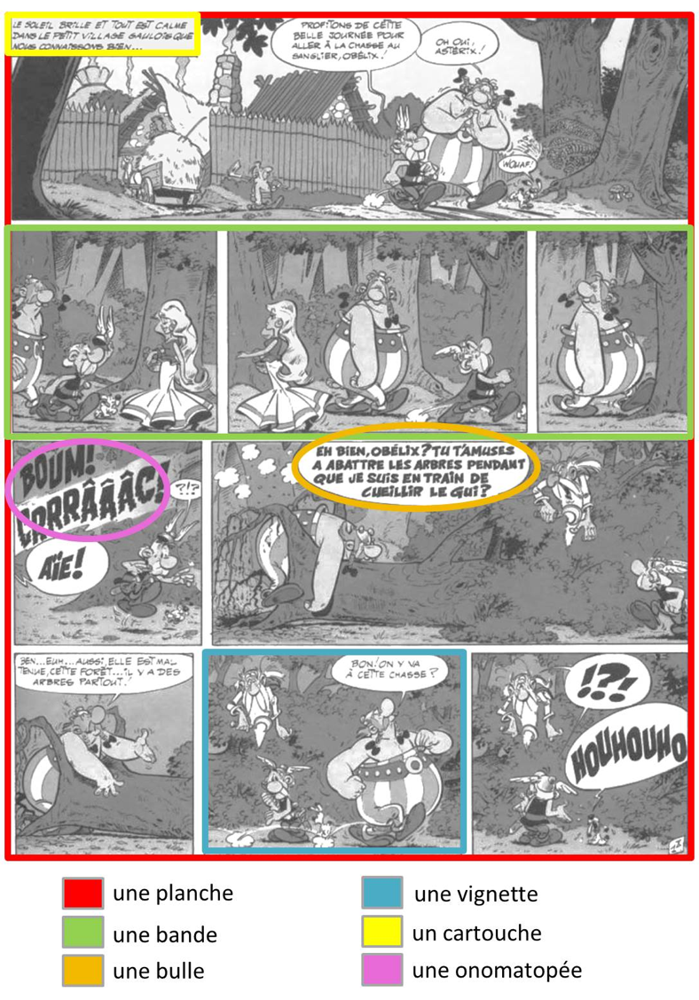 LE SOLEIL BRILLE ET TOUT EST CALME
DANS LE PETIT VILLAGE GAULOIS QUE
NOUS CONNAISSONS BIEN...
PROFITONS DE CETTE
BELLE JOURNÉE POUR
ALLER À LA CHASSE AU
SANGLIER, OBÉLIX!
OH OUI,
ASTÉRIX!
WOUAF!
BOUM!
CRRRÂÂÂC!
?!?
AÏE!
EH BIEN, OBÉLIX? TU T'AMUSES
A ABATTRE LES ARBRES PENDANT
QUE JE SUIS EN TRAIN DE
CUEILLIR LE GUI?
BEN...EUH...AUSSI, ELLE EST MAL
TENUE, CETTE FORÊT...IL Y A DES
ARBRES PARTOUT!
BON! ON Y VA
À CETTE CHASSE?
!?!
HOUHOUHO
une planche
une bande
une bulle
une vignette
un cartouche
une onomatopée